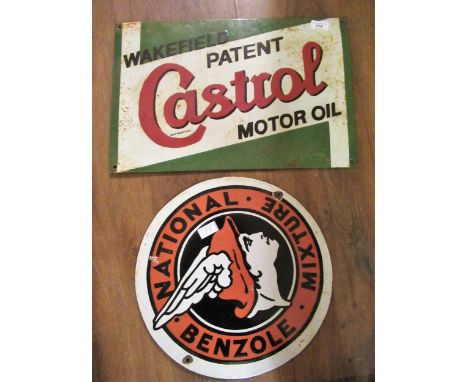 WAKEFIELD
PATENT
Castrol
MOTOR OIL
NATIONAL · MIXTURE
· BENZOLE ·